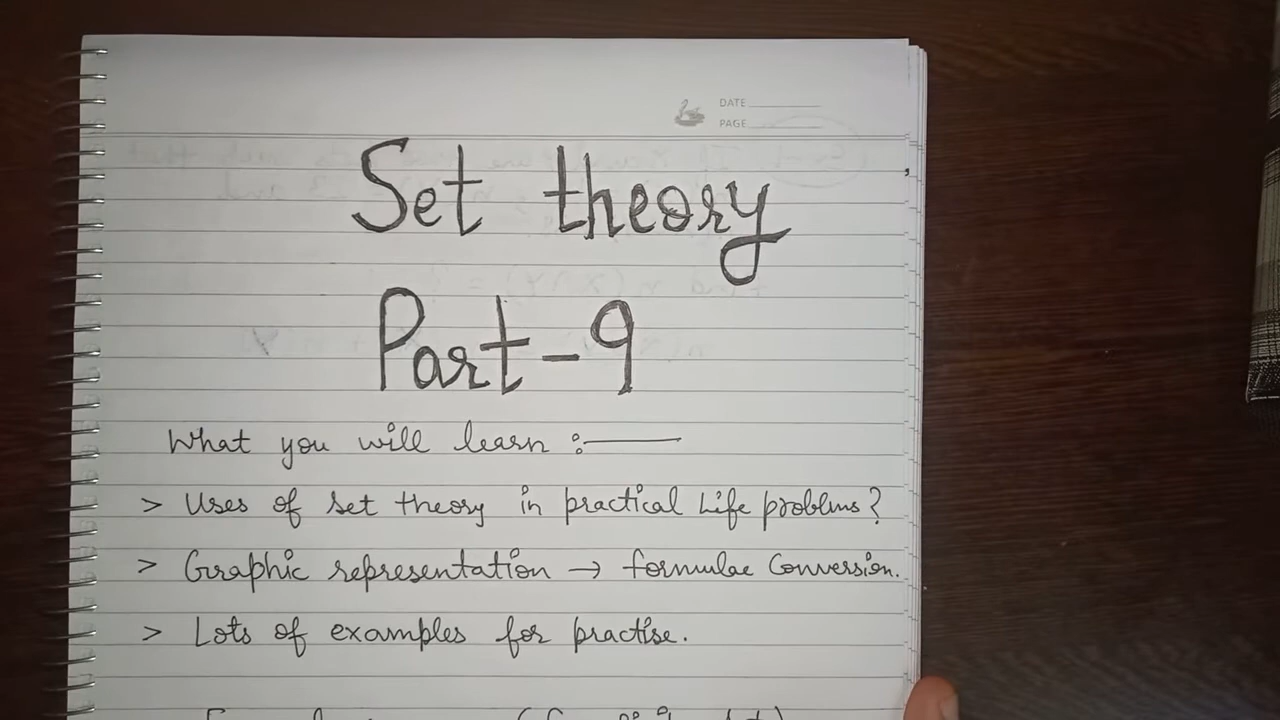 DATE
PAGE
Set theory
Part-9
What you will learn :—
> Uses of set theory in practical Life problems?
> Graphic representation → formulae Conversion.
> Lots of examples for practise.